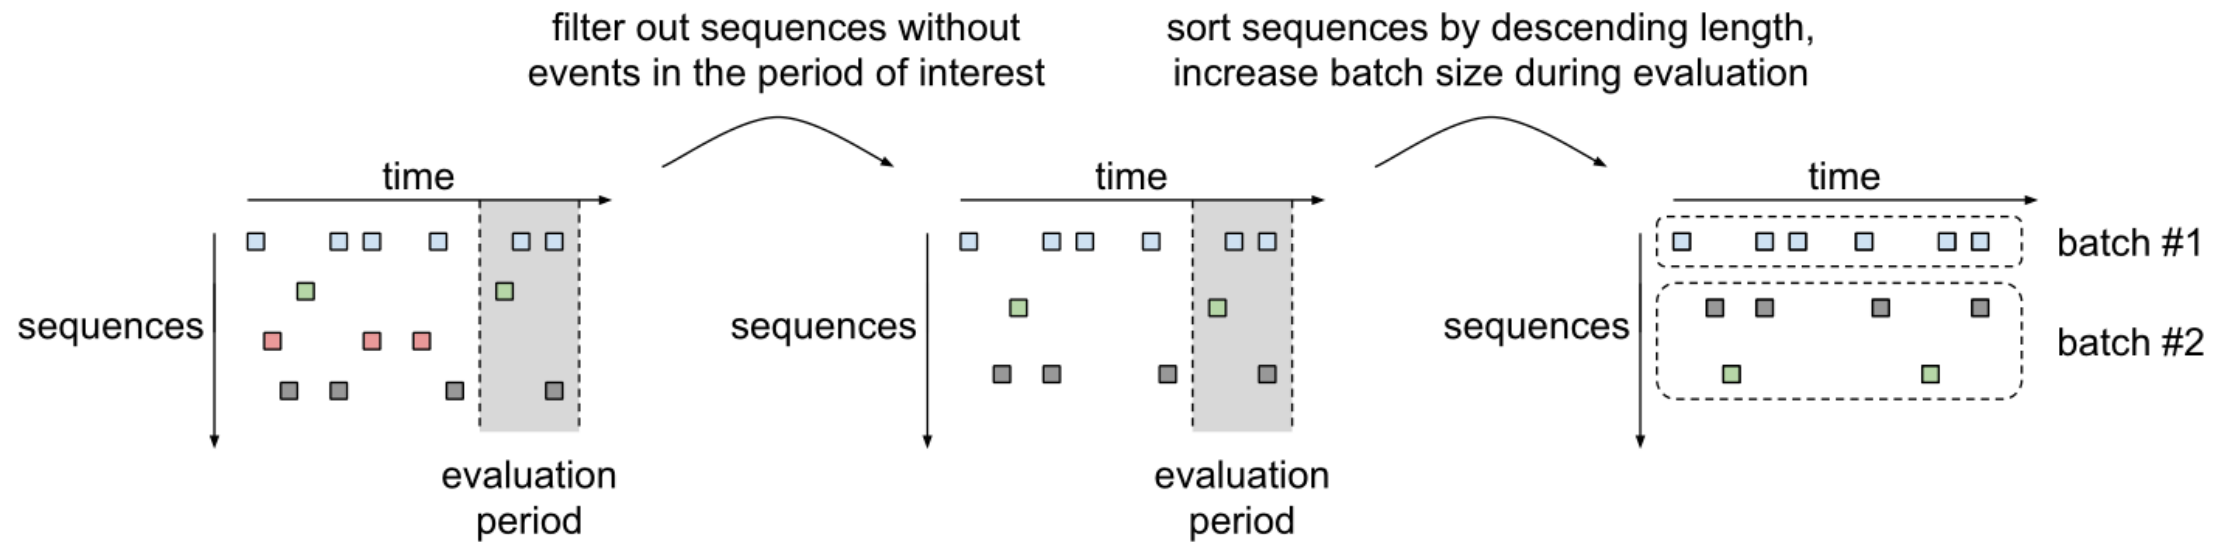 filter out sequences without
events in the period of interest
sort sequences by descending length,
increase batch size during evaluation
time
sequences
evaluation
period
time
sequences
evaluation
period
time
sequences
batch #1
batch #2